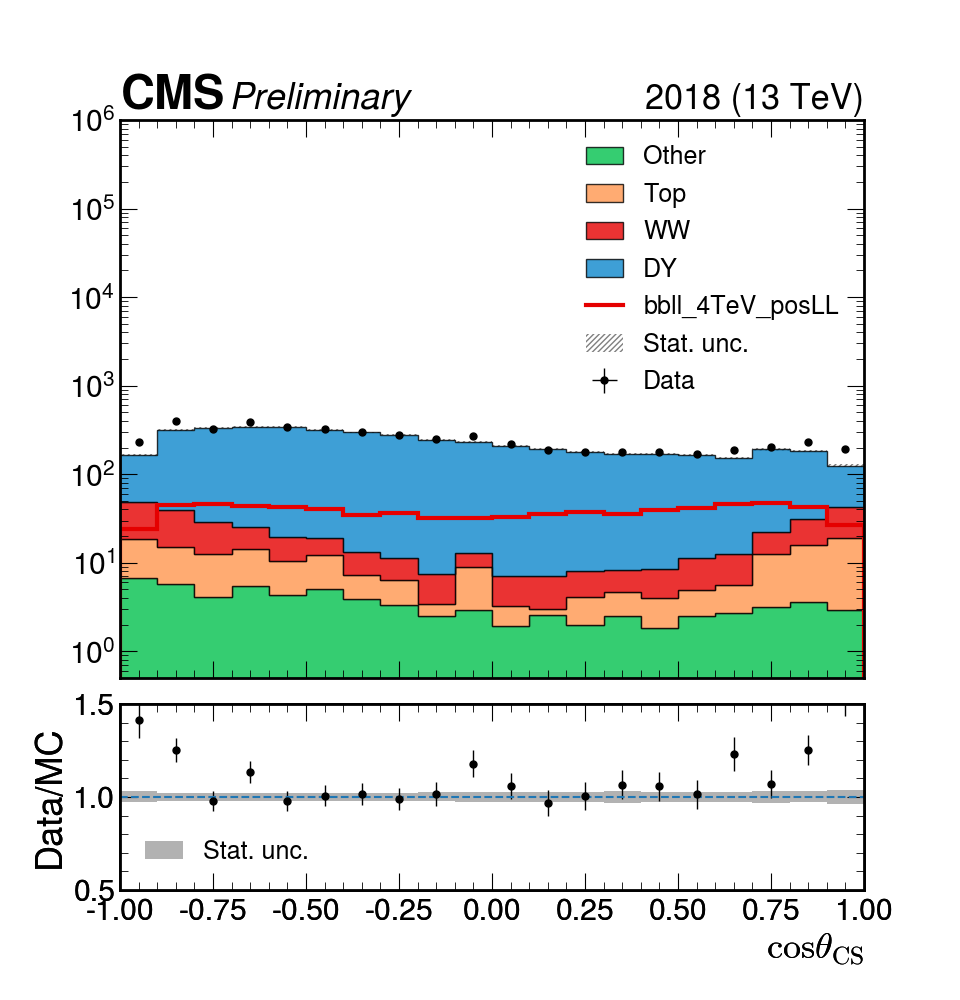 CMS Preliminary 2018 (13 TeV)
10^6
10^5
10^4
10^3
10^2
10^1
10^0
Other
Top
WW
DY
bbll_4TeV_posLL
Stat. unc.
Data
1.5
1.0
0.5
Data/MC
Stat. unc.
-1.00 -0.75 -0.50 -0.25 0.00 0.25 0.50 0.75 1.00
cosθ_CS